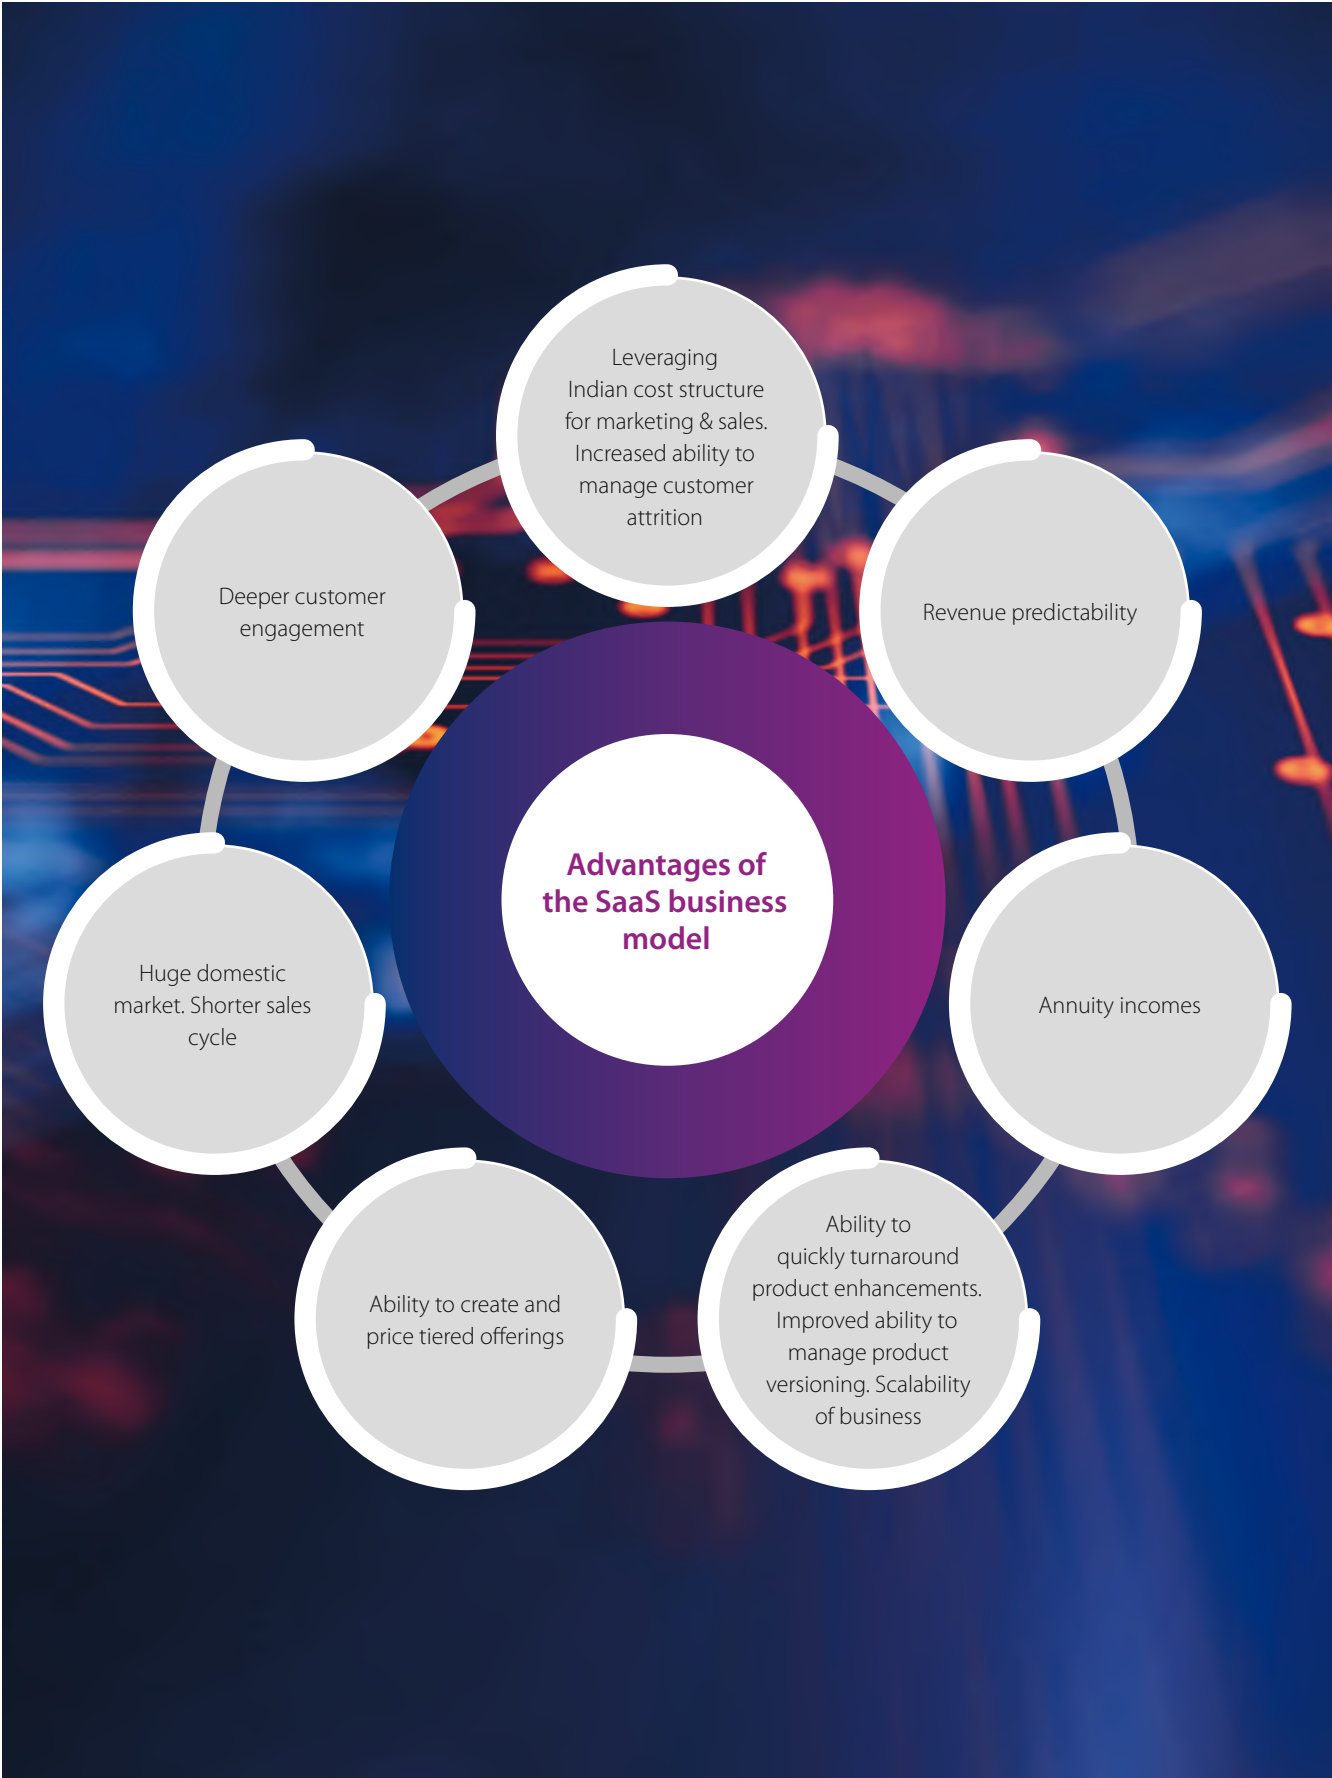 Leveraging
Indian cost structure
for marketing & sales.
Increased ability to
manage customer
attrition
Revenue predictability
Annuity incomes
Ability to
quickly turnaround
product enhancements.
Improved ability to
manage product
versioning. Scalability
of business
Ability to create and
price tiered offerings
Huge domestic
market. Shorter sales
cycle
Deeper customer
engagement
Advantages of
the SaaS business
model